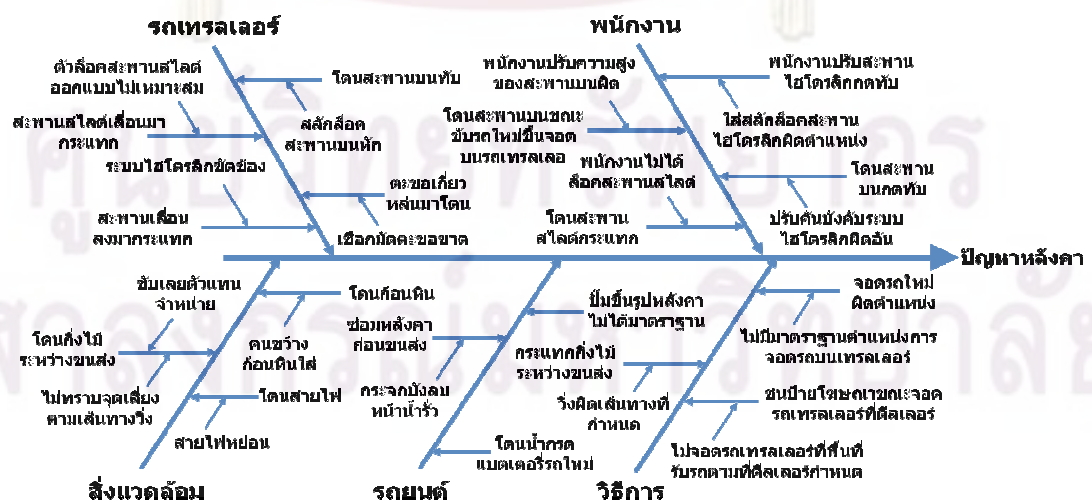 รถเทรลเลอร์
ตัวล็อคสะพานสไลด์
ออกแบบไม่เหมาะสม
โดนสะพานบนทับ
สะพานสไลด์เลื่อนมา
กระแทก
สลักล็อค
สะพานบนหัก
ระบบไฮโดรลิกขัดข้อง
ตะขอเกี่ยว
หล่นมาโดน
สะพานเลื่อน
ลงมากระแทก
เชือกมัดตะขอขาด
พนักงาน
พนักงานปรับความสูง
ของสะพานบนผิด
พนักงานปรับสะพาน
ไฮโดรลิกกดทับ
โดนสะพานบนขณะ
ขับรถใหม่ขึ้นจอด
บนรถเทรลเลอ
ใส่สลักล็อคสะพาน
ไฮโดรลิกผิดตำแหน่ง
พนักงานไม่ได้
ล็อคสะพานสไลด์
โดนสะพาน
บนกดทับ
โดนสะพาน
สไลด์กระแทก
ปรับคันบังคับระบบ
ไฮโดรลิกผิดอัน
ปัญหาหลังคา
ขับเลยตัวแทน
จำหน่าย
โดนก้อนหิน
โดนกิ่งไม้
ระหว่างขนส่ง
คนขว้าง
ก้อนหินใส่
ไม่ทราบจุดเสี่ยง
ตามเส้นทางวิ่ง
โดนสายไฟ
สายไฟหย่อน
สิ่งแวดล้อม
ปั๊มขึ้นรูปหลังคา
ไม่ได้มาตราฐาน
ซ่อมหลังคา
ก่อนขนส่ง
กระจกบังลม
หน้าน้ำรั่ว
โดนน้ำกรด
แบตเตอรี่รถใหม่
รถยนต์
จอดรถใหม่
ผิดตำแหน่ง
ไม่มีมาตราฐานตำแหน่งการ
จอดรถบนเทรลเลอร์
กระแทกกิ่งไม้
ระหว่างขนส่ง
วิ่งผิดเส้นทางที่
กำหนด
ชนป้ายโฆษณาขณะจอด
รถเทรลเลอร์ที่ดีลเลอร์
ไม่จอดรถเทรลเลอร์ที่พื้นที่
รับรถตามที่ดีลเลอร์กำหนด
วิธีการ